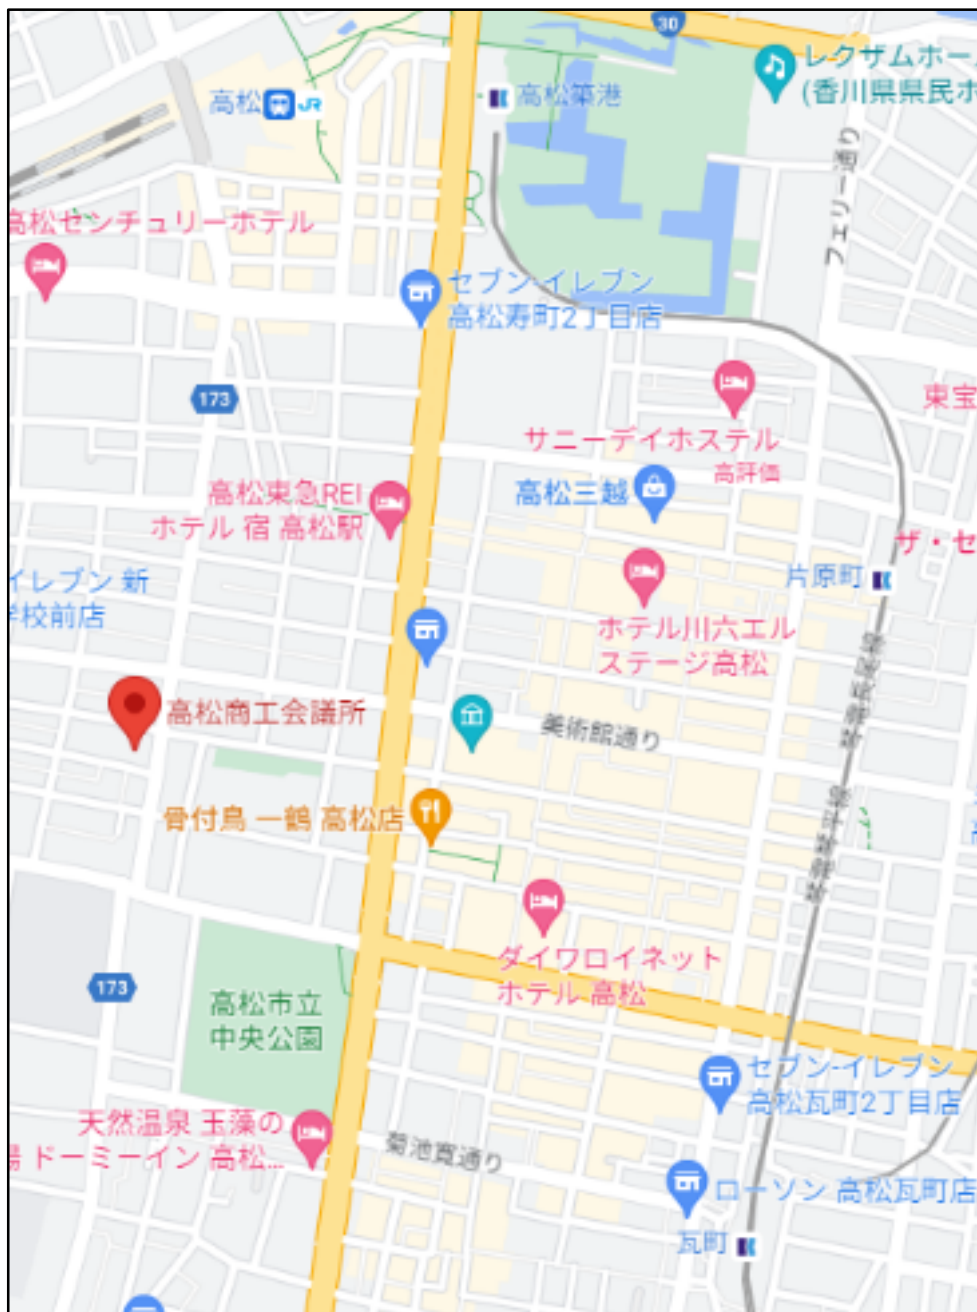 30
レクザムホー
(香川県県民ホ
高松
JR
高松築港
フェリー通り
高松センチュリーホテル
セブン-イレブン
高松寿町2丁目店
173
東宝
サニーデイホステル
高評価
高松三越
高松東急REI
ホテル 宿 高松駅
ザ・セ
片原町
イレブン 新
学校前店
ホテル川六エル
ステージ高松
高松商工会議所
美術館通り
骨付鳥 一鶴 高松店
ダイワロイネット
ホテル 高松
173
高松市立
中央公園
セブン-イレブン
高松瓦町2丁目店
天然温泉 玉藻の
湯 ドーミーイン 高松...
菊池寛通り
ローソン 高松瓦町店
瓦町